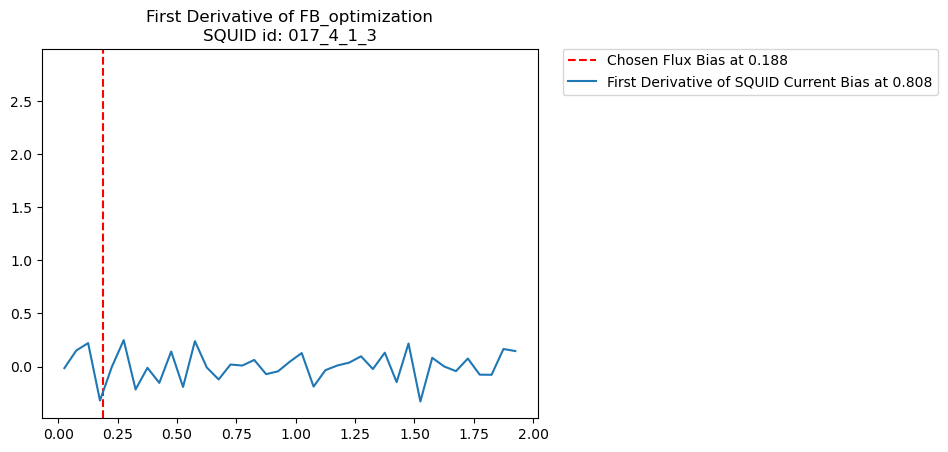 First Derivative of FB_optimization
SQUID id: 017_4_1_3
Chosen Flux Bias at 0.188
First Derivative of SQUID Current Bias at 0.808
2.5
2.0
1.5
1.0
0.5
0.0
0.00 0.25 0.50 0.75 1.00 1.25 1.50 1.75 2.00